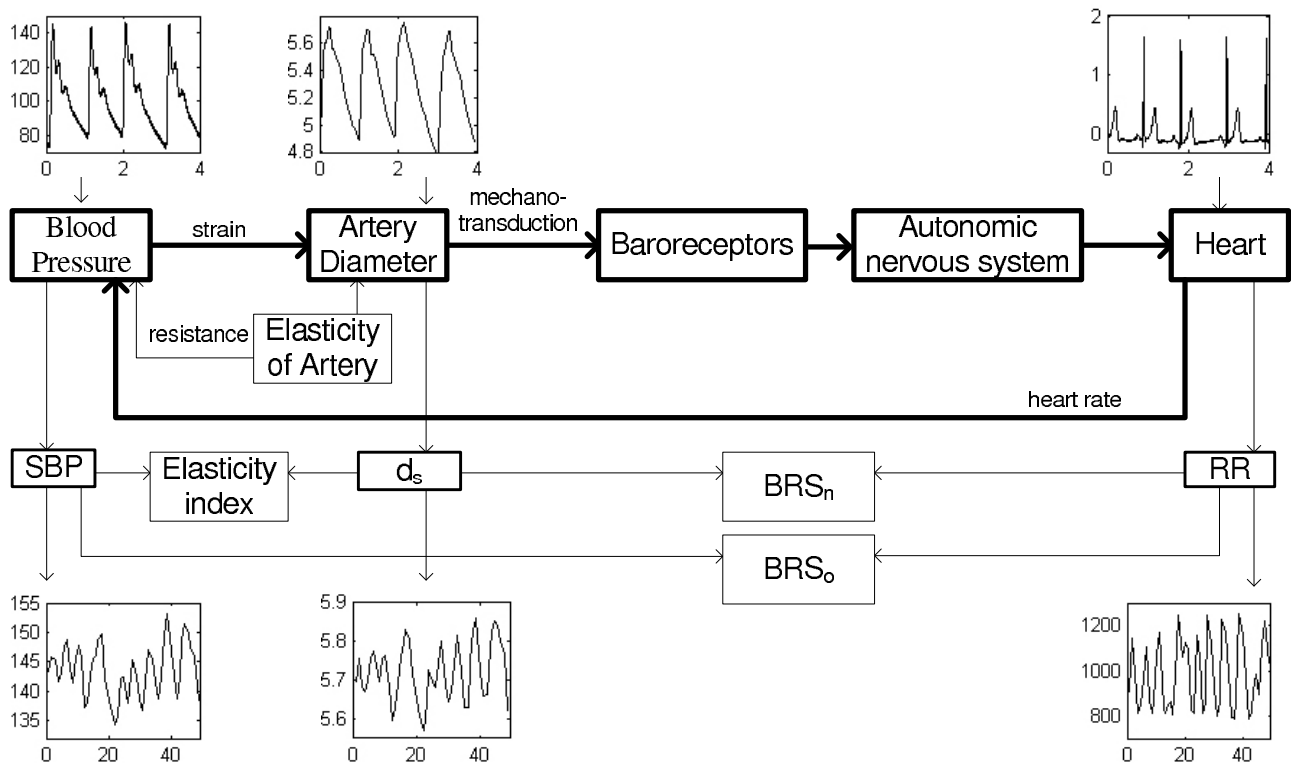 140
120
100
80
0
2
4
5.6
5.4
5.2
5
4.8
0
2
4
2
1
0
0
2
4
Blood
Pressure
strain
Artery
Diameter
mechano-
transduction
Baroreceptors
Autonomic
nervous system
Heart
resistance
Elasticity
of Artery
heart rate
SBP
Elasticity
index
ds
BRSn
RR
BRSo
155
150
145
140
135
0
20
40
5.9
5.8
5.7
5.6
0
20
40
1200
1000
800
0
20
40